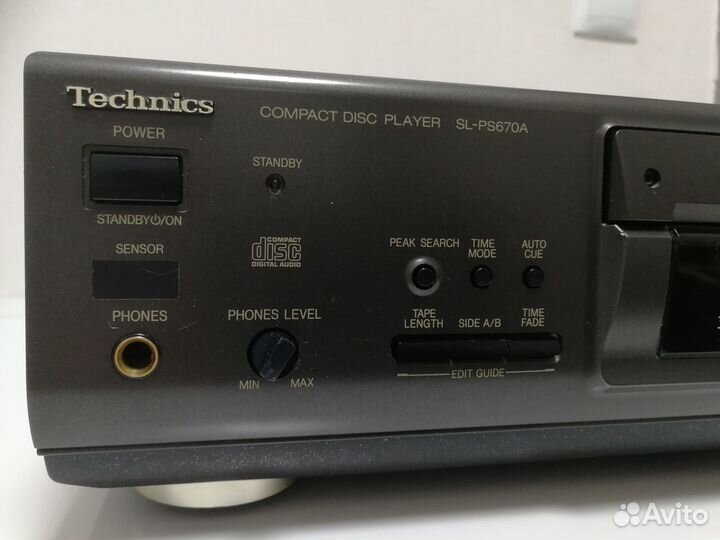 Technics
COMPACT DISC PLAYER SL-PS670A
POWER
STANDBY⏻/ON
STANDBY
SENSOR
COMPACT
disc
DIGITAL AUDIO
PHONES
PHONES LEVEL
MIN MAX
PEAK SEARCH
TIME
MODE
AUTO
CUE
TAPE
LENGTH
SIDE A/B
TIME
FADE
EDIT GUIDE
Avito